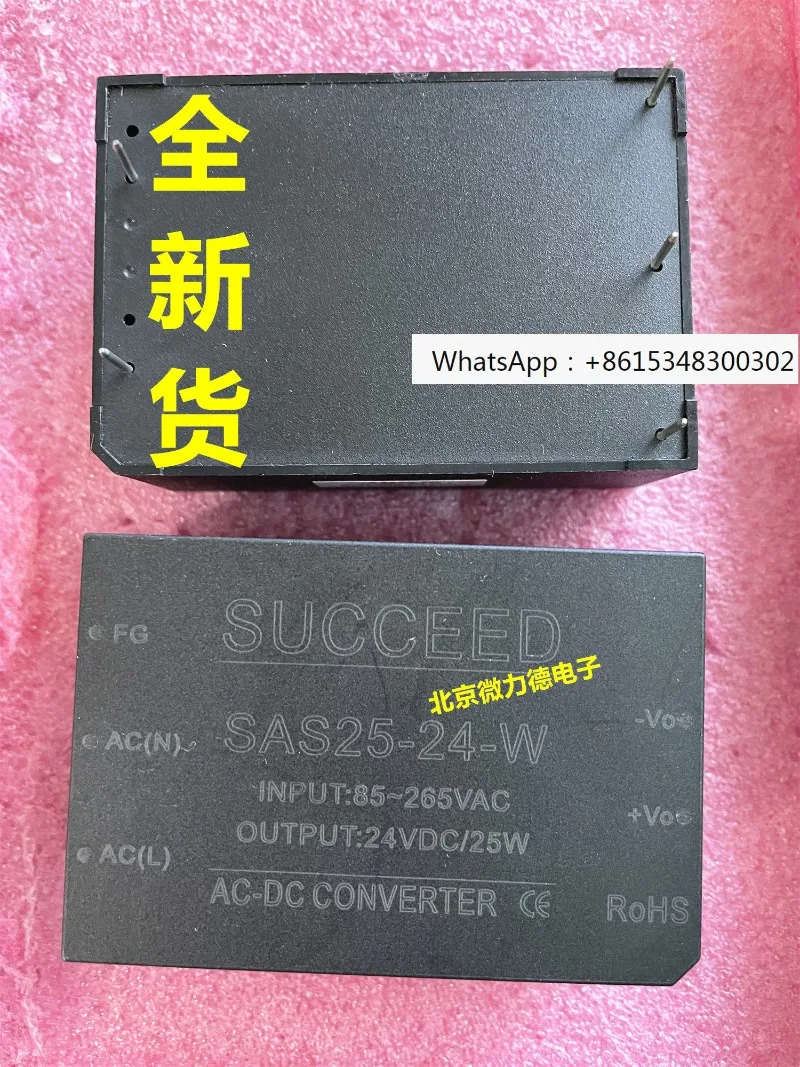 全
新
货
WhatsApp：+8615348300302
FG
SUCCEED
北京微力德电子
AC(N)
SAS25-24-W
-Vo
INPUT:85~265VAC
+Vo
OUTPUT:24VDC/25W
AC(L)
AC-DC CONVERTER CE
RoHS